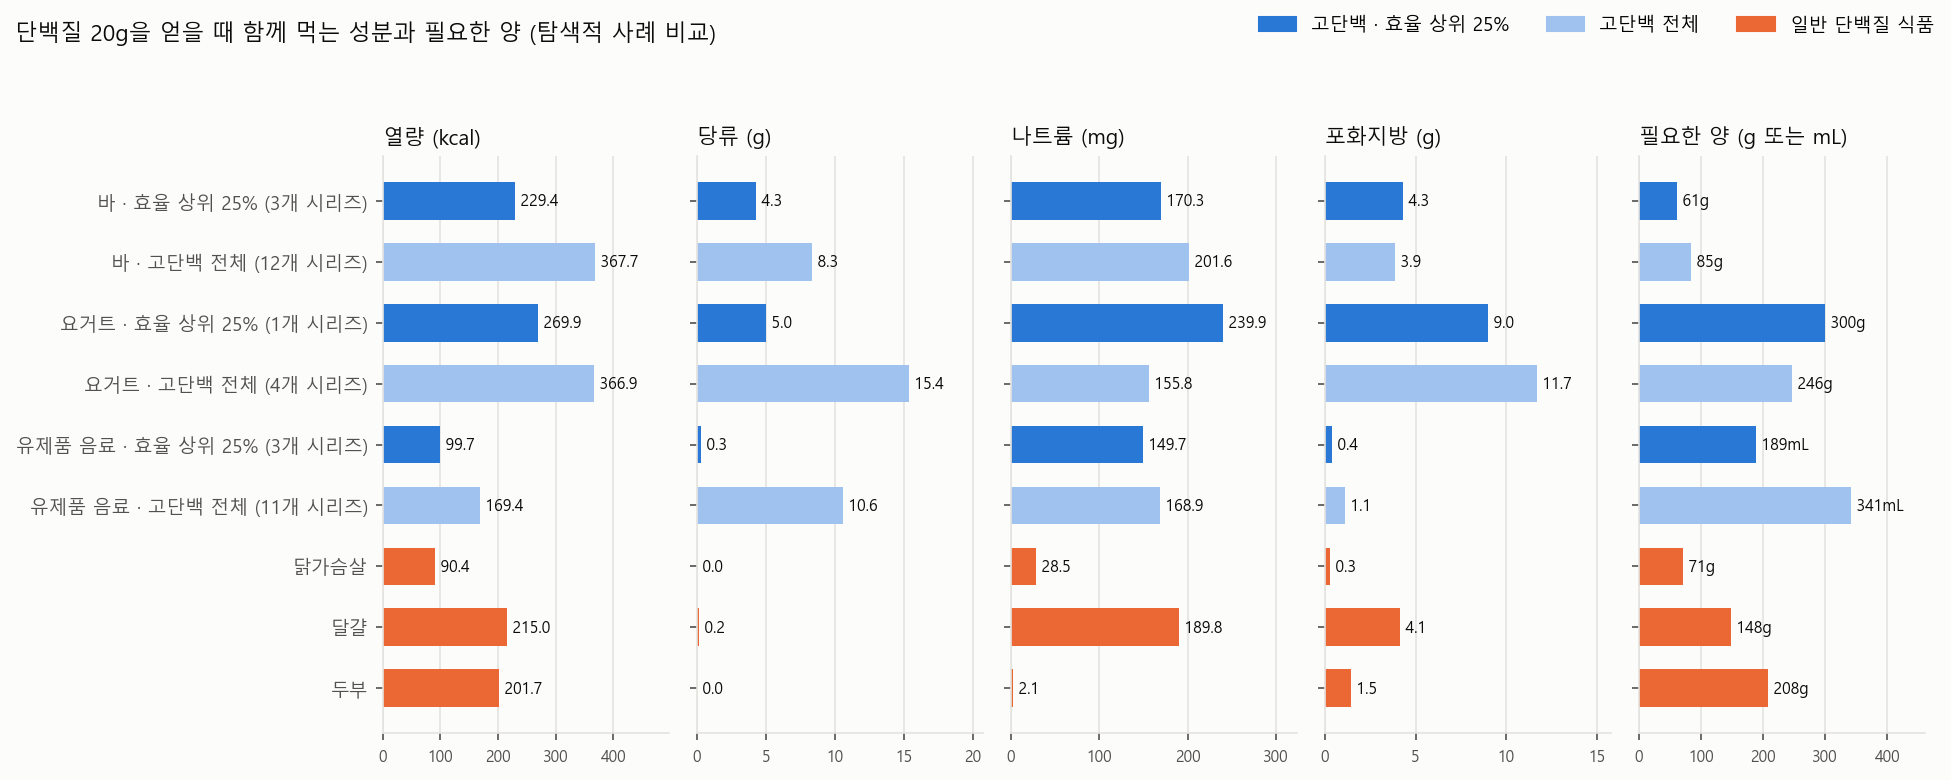 단백질 20g을 얻을 때 함께 먹는 성분과 필요한 양 (탐색적 사례 비교)
고단백 · 효율 상위 25% 고단백 전체 일반 단백질 식품
열량 (kcal) 당류 (g) 나트륨 (mg) 포화지방 (g) 필요한 양 (g 또는 mL)
바 · 효율 상위 25% (3개 시리즈) 229.4 4.3 170.3 4.3 61g
바 · 고단백 전체 (12개 시리즈) 367.7 8.3 201.6 3.9 85g
요거트 · 효율 상위 25% (1개 시리즈) 269.9 5.0 239.9 9.0 300g
요거트 · 고단백 전체 (4개 시리즈) 366.9 15.4 155.8 11.7 246g
유제품 음료 · 효율 상위 25% (3개 시리즈) 99.7 0.3 149.7 0.4 189mL
유제품 음료 · 고단백 전체 (11개 시리즈) 169.4 10.6 168.9 1.1 341mL
닭가슴살 90.4 0.0 28.5 0.3 71g
달걀 215.0 0.2 189.8 4.1 148g
두부 201.7 0.0 2.1 1.5 208g
0 100 200 300 400 0 5 10 15 20 0 100 200 300 0 5 10 15 0 100 200 300 400